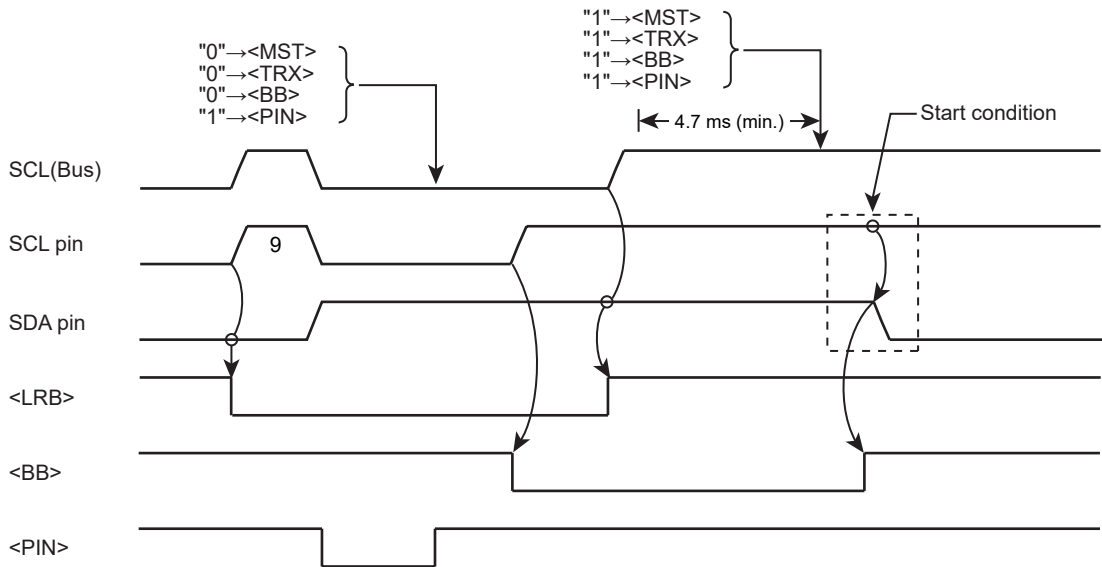 "0"→<MST>
"0"→<TRX>
"0"→<BB>
"1"→<PIN>
"1"→<MST>
"1"→<TRX>
"1"→<BB>
"1"→<PIN>
4.7 ms (min.)
Start condition
SCL(Bus)
SCL pin
9
SDA pin
<LRB>
<BB>
<PIN>